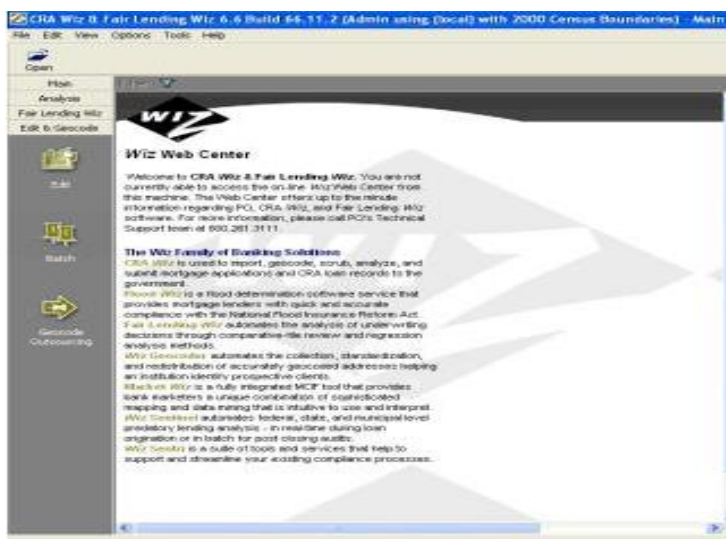 CRA Wiz & Fair Lending Wiz 6.6 Build 66.11.2 (Admin using (local) with 2000 Census Boundaries) - Main
File Edit View Options Tools Help
Open
Main
Analysis
Fair Lending Wiz
Edit & Geocode
Edit
Batch
Geocode
Outsourcing
WIZ
Wiz Web Center
Welcome to CRA Wiz & Fair Lending Wiz. You are not
currently able to access the on-line Wiz Web Center from
this machine. The Web Center offers up to the minute
information regarding PCi, CRA Wiz, and Fair Lending Wiz
software. For more information, please call PCi's Technical
Support team at 800.261.3111.
The Wiz Family of Banking Solutions
CRA Wiz is used to import, geocode, scrub, analyze, and
submit mortgage applications and CRA loan records to the
government.
Flood Wiz is a flood determination software service that
provides mortgage lenders with quick and accurate
compliance with the National Flood Insurance Reform Act.
Fair Lending Wiz automates the analysis of underwriting
decisions through comparative-file review and regression
analysis methods.
Wiz Geocoder automates the collection, standardization,
and redistribution of accurately geocoded addresses helping
an institution identify prospective clients.
Market Wiz is a fully integrated MCIF tool that provides
bank marketers a unique combination of sophisticated
mapping and data mining that is intuitive to use and interpret.
Wiz Sentinel automates federal, state, and municipal level
predatory lending analysis - in real time during loan
origination or in batch for post closing audits.
Wiz Sentry is a suite of tools and services that help to
support and streamline your existing compliance processes.